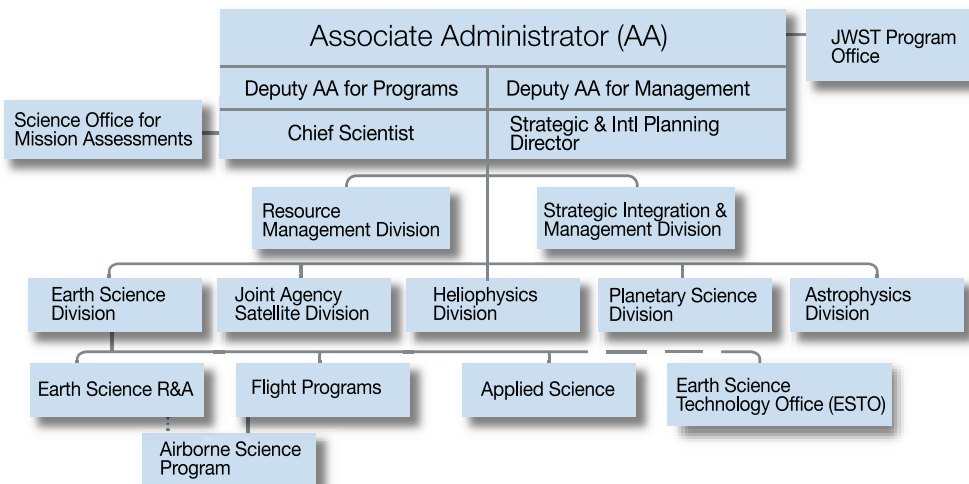 Associate Administrator (AA)
JWST Program
Office
Deputy AA for Programs
Deputy AA for Management
Science Office for
Mission Assessments
Chief Scientist
Strategic & Intl Planning
Director
Resource
Management Division
Strategic Integration &
Management Division
Earth Science
Division
Joint Agency
Satellite Division
Heliophysics
Division
Planetary Science
Division
Astrophysics
Division
Earth Science R&A
Flight Programs
Applied Science
Earth Science
Technology Office (ESTO)
Airborne Science
Program